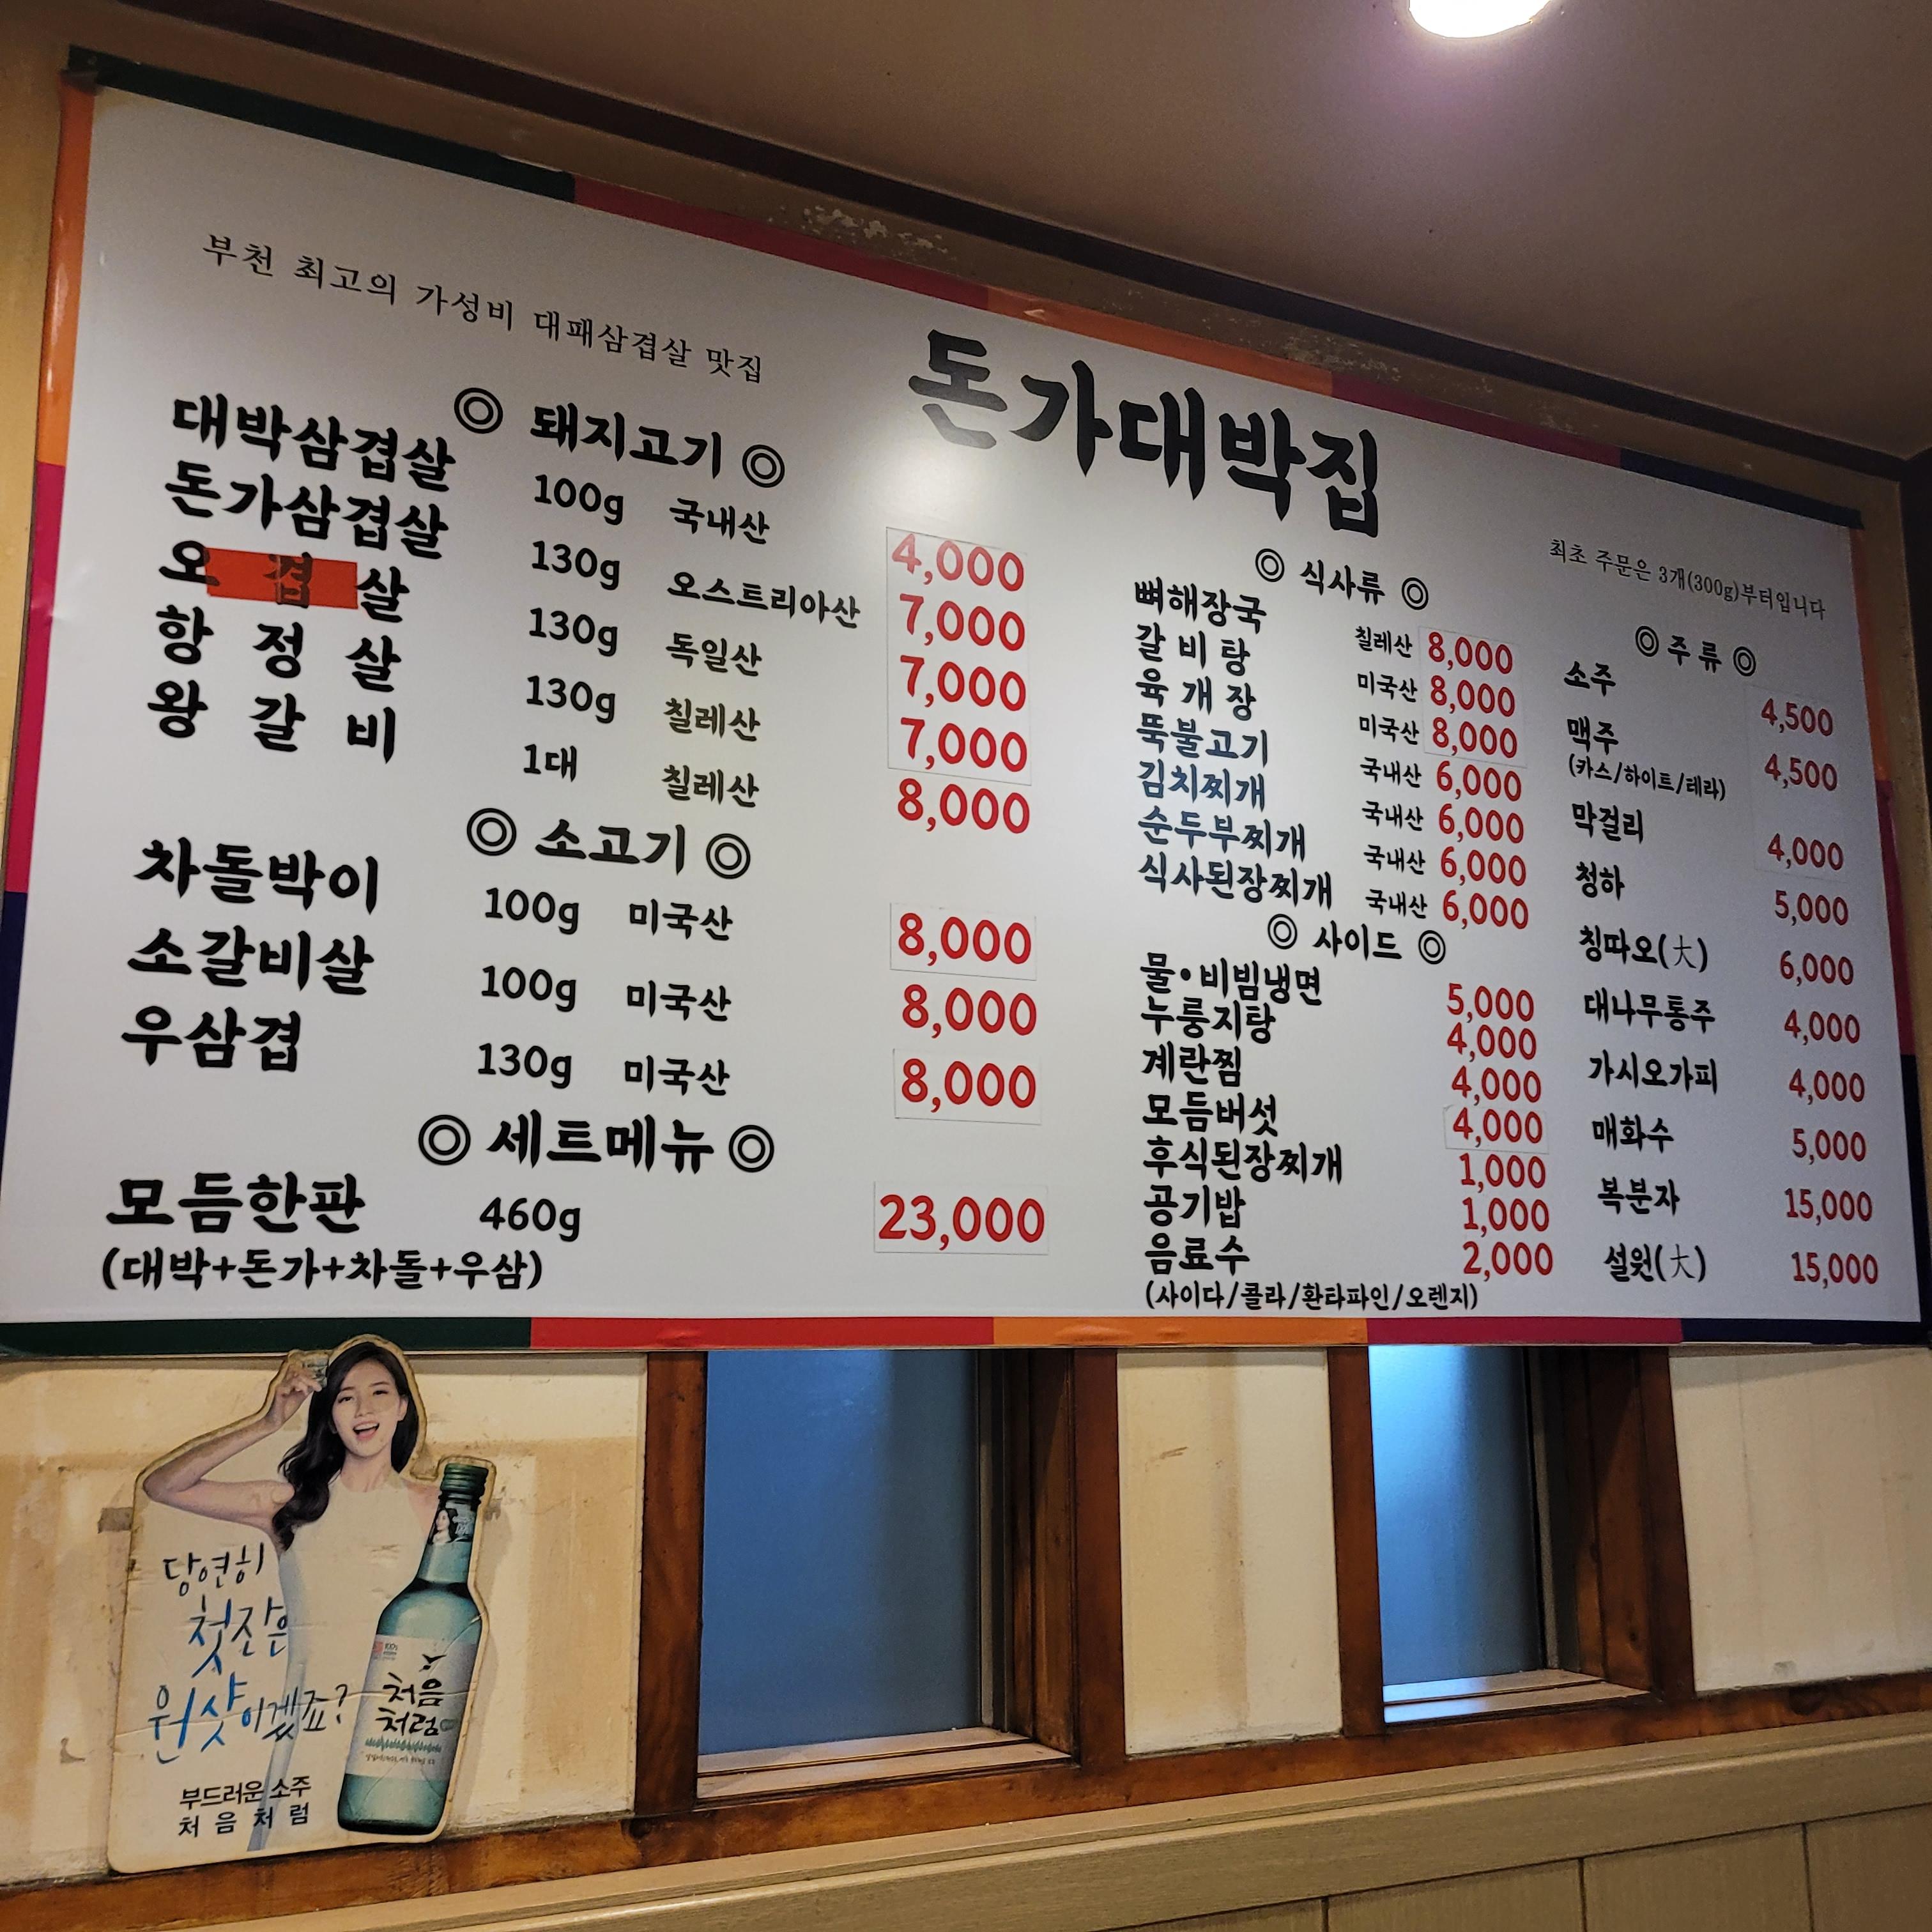 부천 최고의 가성비 대패삼겹살 맛집
돈가대박집
최초 주문은 3개(300g)부터입니다
◎ 돼지고기 ◎
대박삼겹살 100g 국내산 4,000
돈가삼겹살 130g 오스트리아산 7,000
오 겹 살 130g 독일산 7,000
항 정 살 130g 칠레산 7,000
왕 갈 비 1대 칠레산 8,000
◎ 소고기 ◎
차돌박이 100g 미국산 8,000
소갈비살 100g 미국산 8,000
우삼겹 130g 미국산 8,000
◎ 세트메뉴 ◎
모듬한판 460g 23,000
(대박+돈가+차돌+우삼)
◎ 식사류 ◎
뼈해장국 칠레산 8,000
갈 비 탕 미국산 8,000
육 개 장 미국산 8,000
뚝불고기 국내산 6,000
김치찌개 국내산 6,000
순두부찌개 국내산 6,000
식사된장찌개 국내산 6,000
◎ 사이드 ◎
물•비빔냉면 5,000
누룽지탕 4,000
계란찜 4,000
모듬버섯 4,000
후식된장찌개 1,000
공기밥 1,000
음료수 2,000
(사이다/콜라/환타파인/오렌지)
◎ 주류 ◎
소주 4,500
맥주 4,500
(카스/하이트/테라)
막걸리 4,000
청하 5,000
칭따오(大) 6,000
대나무통주 4,000
가시오가피 4,000
매화수 5,000
복분자 15,000
설원(大) 15,000
당연히
첫잔은
원샷이겠죠?
부드러운 소주
처음처럼
처음
처럼